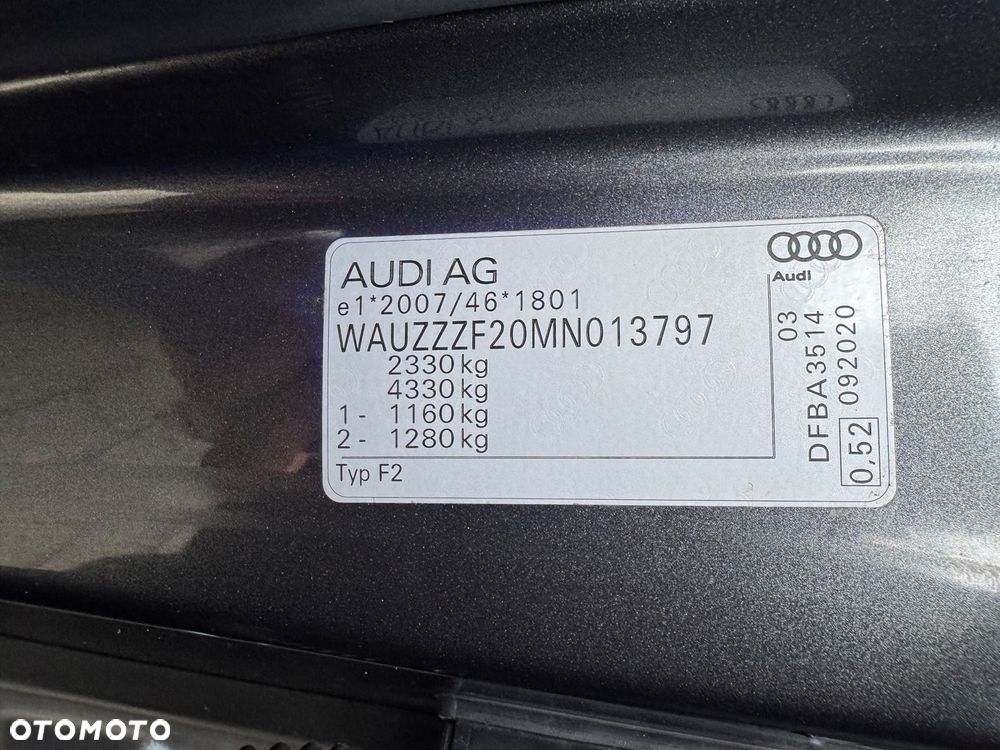 AUDI AG
e1*2007/46*1801
WAUZZZF20MN013797
2330 kg
4330 kg
1 - 1160 kg
2 - 1280 kg
Typ F2
Audi
03
DFBA3514
0,52 092020
OTOMOTO